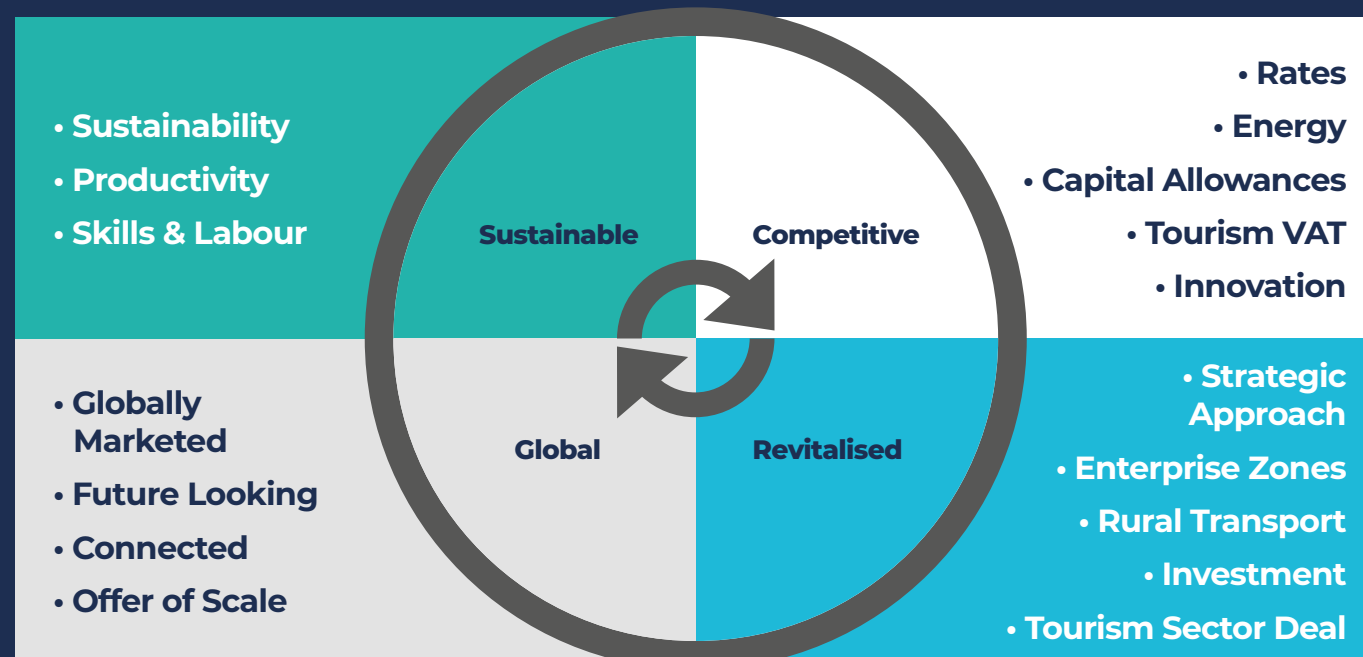 • Sustainability
• Productivity
• Skills & Labour
Sustainable
Competitive
• Rates
• Energy
• Capital Allowances
• Tourism VAT
• Innovation
• Globally
Marketed
• Future Looking
• Connected
• Offer of Scale
Global
Revitalised
• Strategic
Approach
• Enterprise Zones
• Rural Transport
• Investment
• Tourism Sector Deal